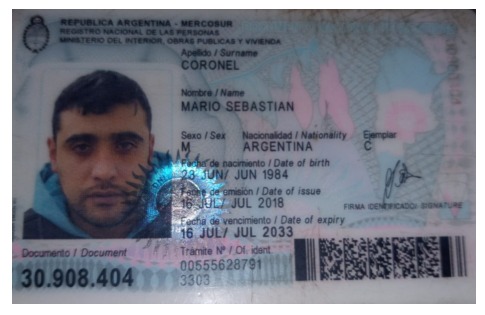 REPUBLICA ARGENTINA - MERCOSUR
REGISTRO NACIONAL DE LAS PERSONAS
MINISTERIO DEL INTERIOR, OBRAS PUBLICAS Y VIVIENDA
Apellido / Surname
CORONEL
Nombre / Name
MARIO SEBASTIAN
Sexo / Sex Nacionalidad / Nationality Ejemplar
M ARGENTINA C
Fecha de nacimiento / Date of birth
23 JUN/ JUN 1984
Fecha de emisión / Date of issue
16 JUL/ JUL 2018
FIRMA IDENTIFICADO/ SIGNATURE
Fecha de vencimiento / Date of expiry
16 JUL/ JUL 2033
Documento / Document Trámite Nº / Of. ident.
30.908.404 00555628791
3303